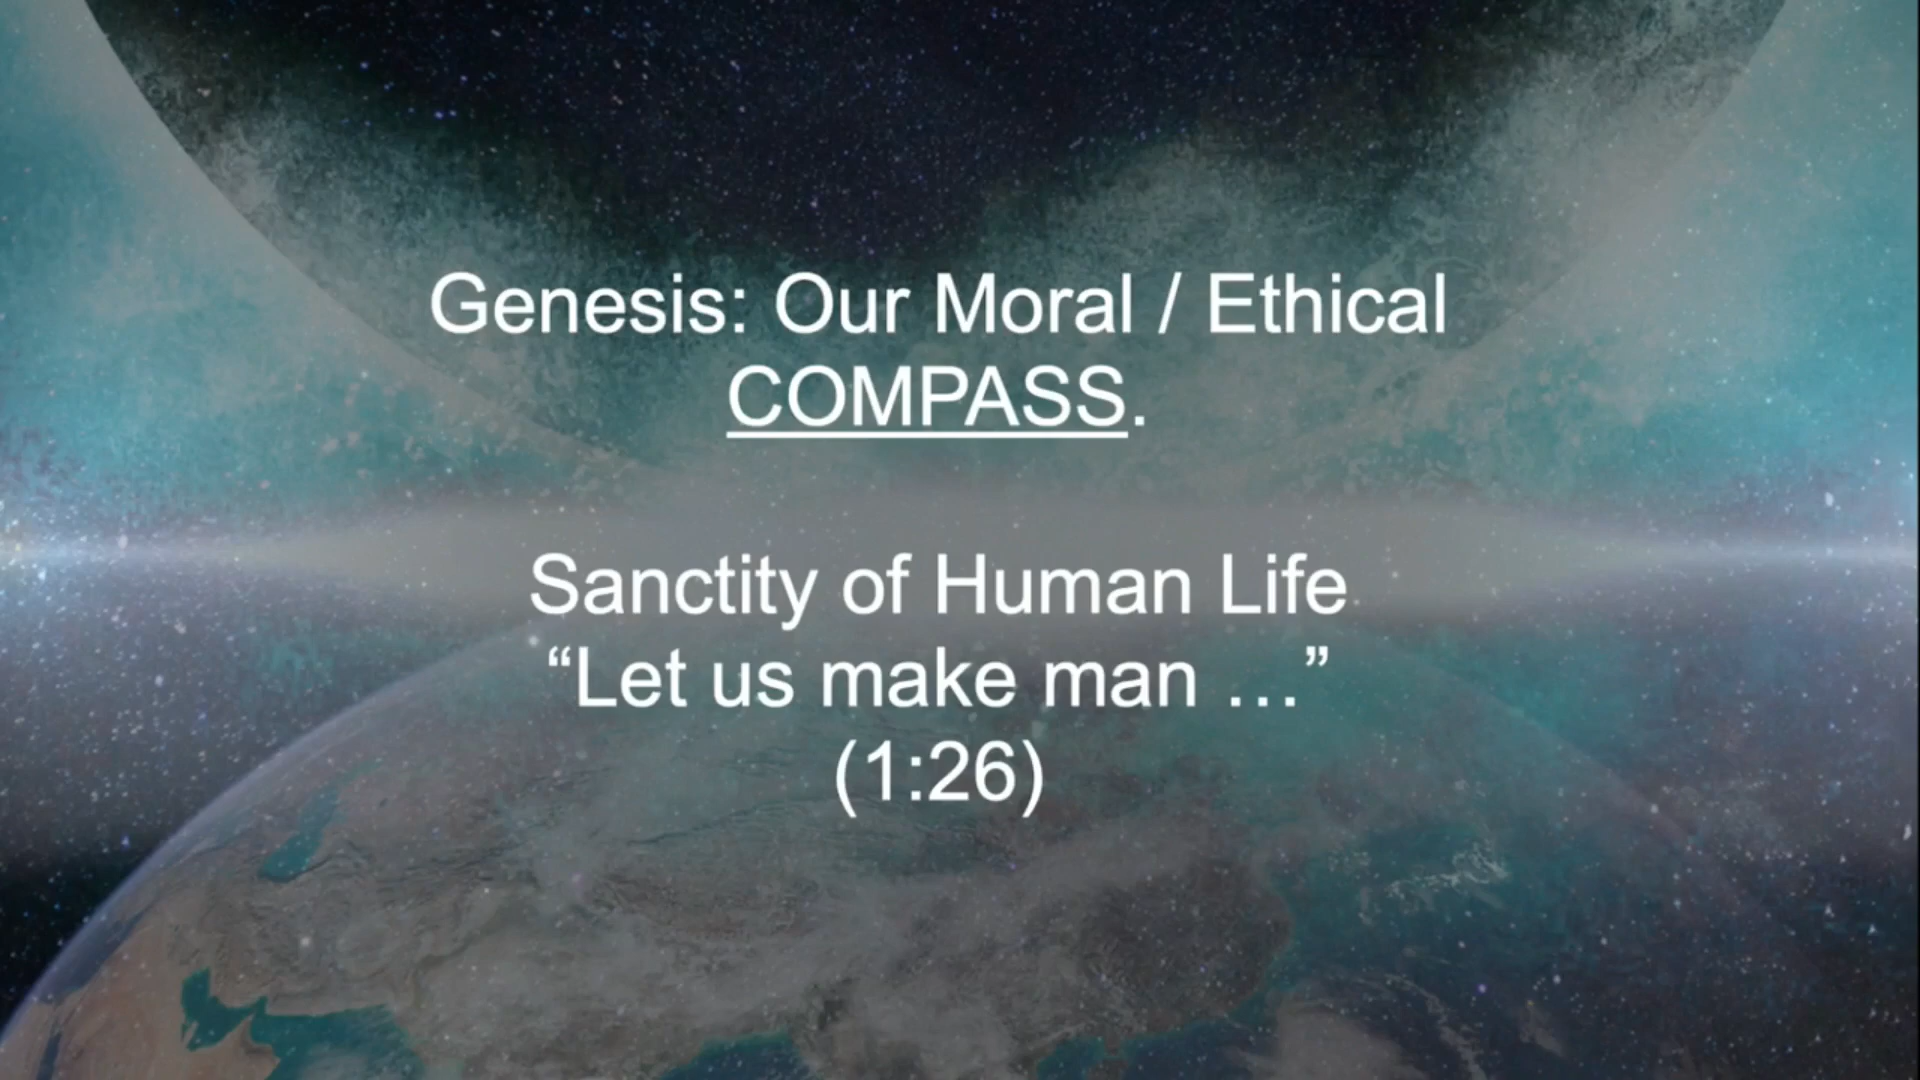 Genesis: Our Moral / Ethical
COMPASS.
Sanctity of Human Life
“Let us make man …”
(1:26)